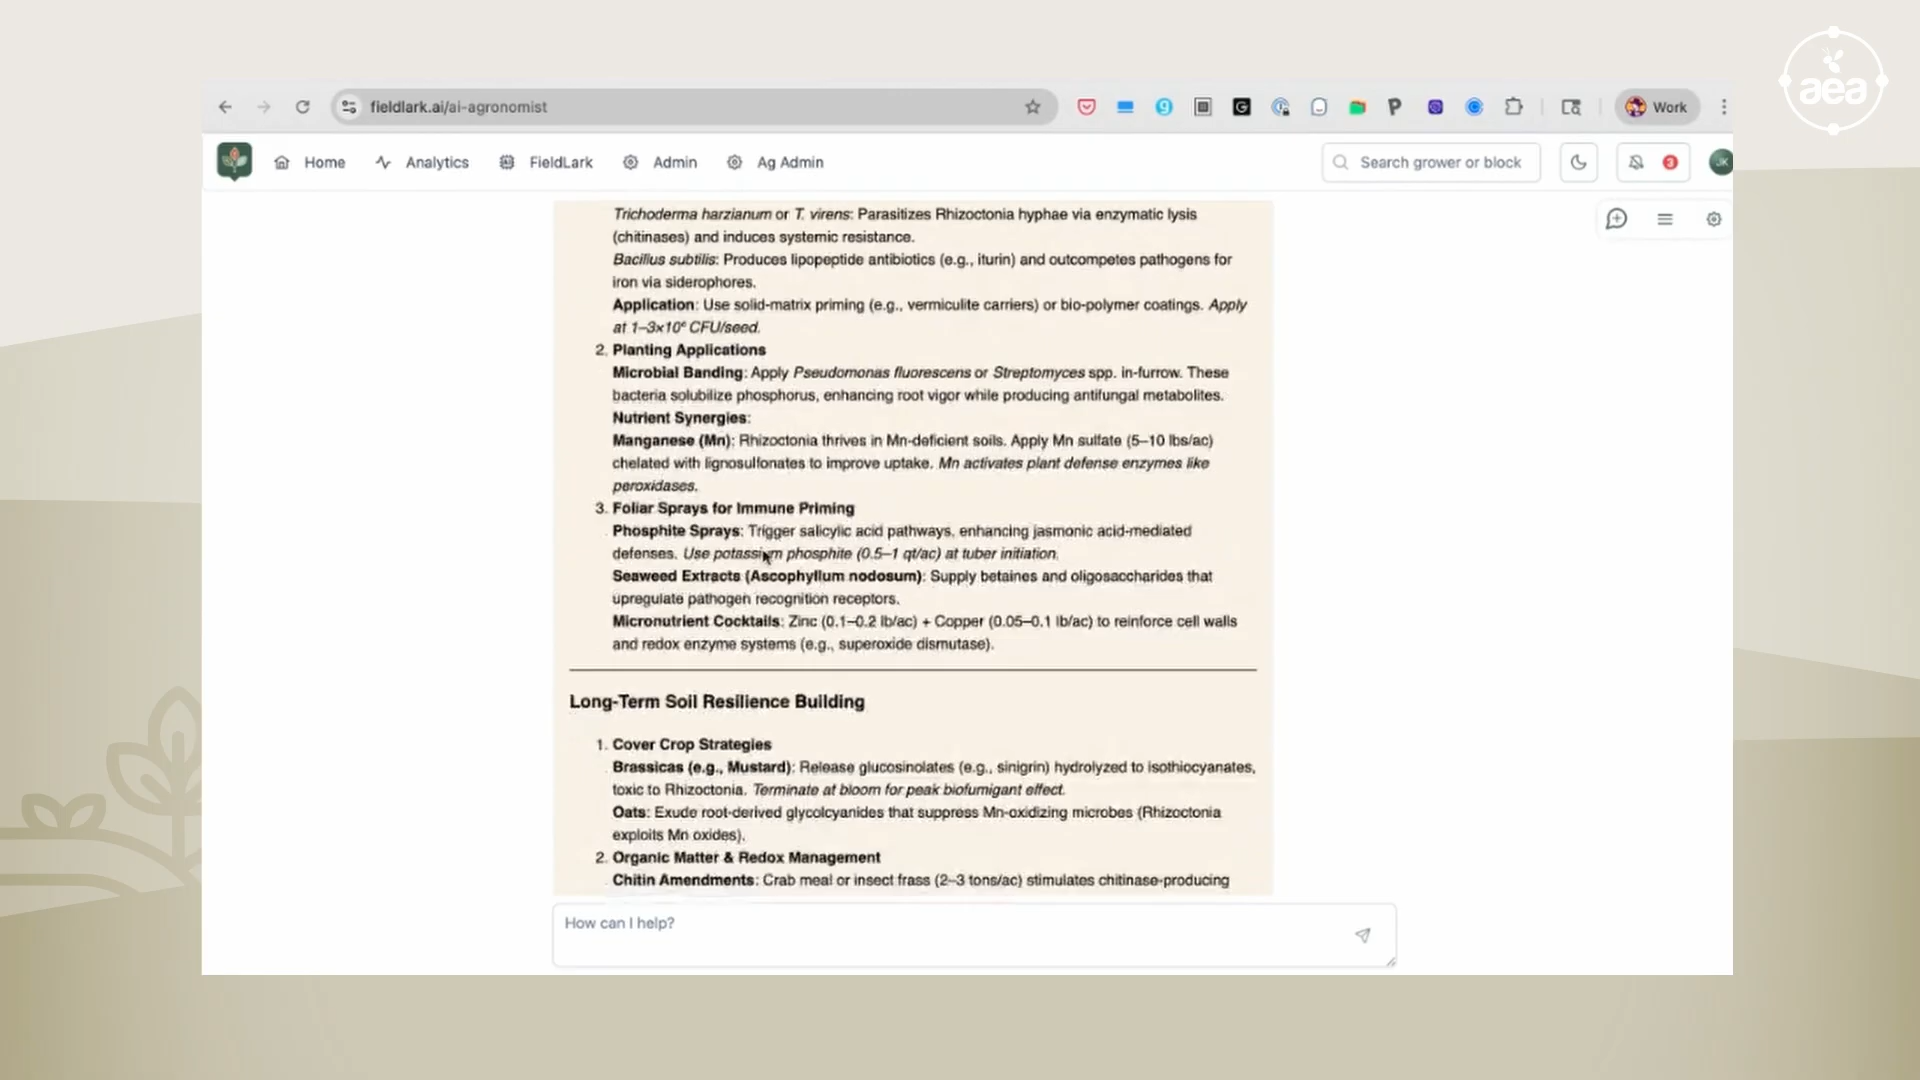 aea
fieldlark.ai/ai-agronomist
Work
Home Analytics FieldLark Admin Ag Admin
Search grower or block
3
JK
Trichoderma harzianum or T. virens: Parasitizes Rhizoctonia hyphae via enzymatic lysis
(chitinases) and induces systemic resistance.
Bacillus subtilis: Produces lipopeptide antibiotics (e.g., iturin) and outcompetes pathogens for
iron via siderophores.
Application: Use solid-matrix priming (e.g., vermiculite carriers) or bio-polymer coatings. Apply
at 1–3×10⁶ CFU/seed.
2. Planting Applications
Microbial Banding: Apply Pseudomonas fluorescens or Streptomyces spp. in-furrow. These
bacteria solubilize phosphorus, enhancing root vigor while producing antifungal metabolites.
Nutrient Synergies:
Manganese (Mn): Rhizoctonia thrives in Mn-deficient soils. Apply Mn sulfate (5–10 lbs/ac)
chelated with lignosulfonates to improve uptake. Mn activates plant defense enzymes like
peroxidases.
3. Foliar Sprays for Immune Priming
Phosphite Sprays: Trigger salicylic acid pathways, enhancing jasmonic acid-mediated
defenses. Use potassium phosphite (0.5–1 qt/ac) at tuber initiation.
Seaweed Extracts (Ascophyllum nodosum): Supply betaines and oligosaccharides that
upregulate pathogen recognition receptors.
Micronutrient Cocktails: Zinc (0.1–0.2 lb/ac) + Copper (0.05–0.1 lb/ac) to reinforce cell walls
and redox enzyme systems (e.g., superoxide dismutase).
Long-Term Soil Resilience Building
1. Cover Crop Strategies
Brassicas (e.g., Mustard): Release glucosinolates (e.g., sinigrin) hydrolyzed to isothiocyanates,
toxic to Rhizoctonia. Terminate at bloom for peak biofumigant effect.
Oats: Exude root-derived glycolcyanides that suppress Mn-oxidizing microbes (Rhizoctonia
exploits Mn oxides).
2. Organic Matter & Redox Management
Chitin Amendments: Crab meal or insect frass (2–3 tons/ac) stimulates chitinase-producing
How can I help?